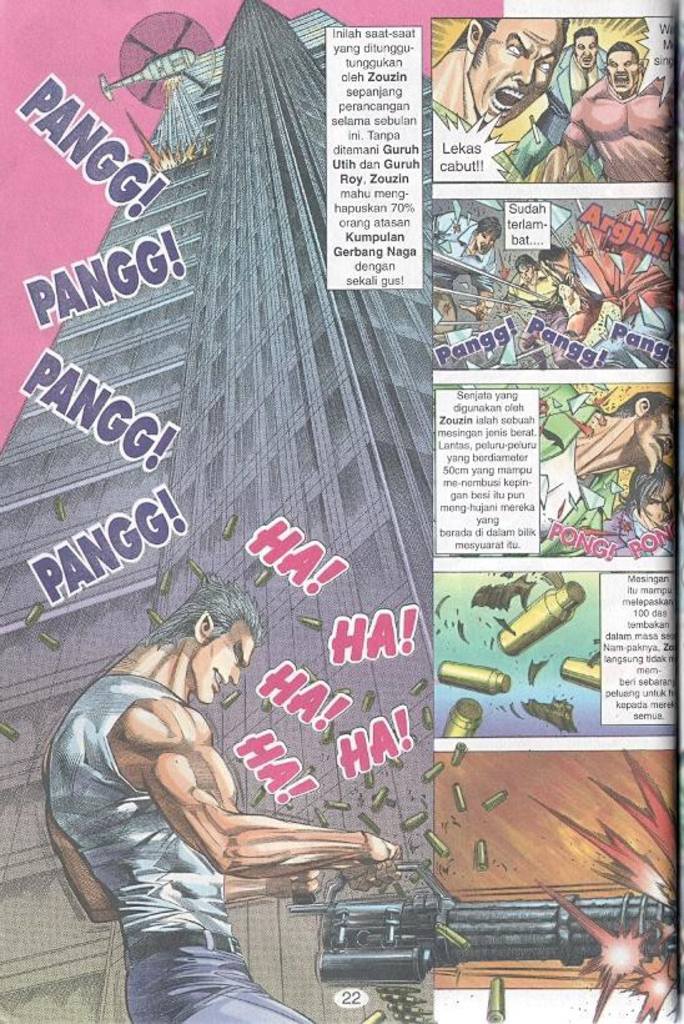 PANGG!
PANGG!
PANGG!
PANGG!
Inilah saat-saat
yang ditunggu-
tunggukan
oleh Zouzin
sepanjang
perancangan
selama sebulan
ini. Tanpa
ditemani Guruh
Utih dan Guruh
Roy, Zouzin
mahu meng-
hapuskan 70%
orang atasan
Kumpulan
Gerbang Naga
dengan
sekali gus!
HA!
HA!
HA!
HA!
HA!
Lekas
cabut!!
Sudah
terlam-
bat....
Arghh!
Pangg!
Pangg!
Pangg
Senjata yang
digunakan oleh
Zouzin ialah sebuah
mesingan jenis berat.
Lantas, peluru-peluru
yang berdiameter
50cm yang mampu
me-nembusi kepin-
gan besi itu pun
meng-hujani mereka
yang
berada di dalam bilik
mesyuarat itu.
PONG!
PON
Mesingan
itu mampu
melepaskan
100 das
tembakan
dalam masa
Nam-paknya,
langsung tidak
mem-
beri
peluang untuk
kepada
semua.
22